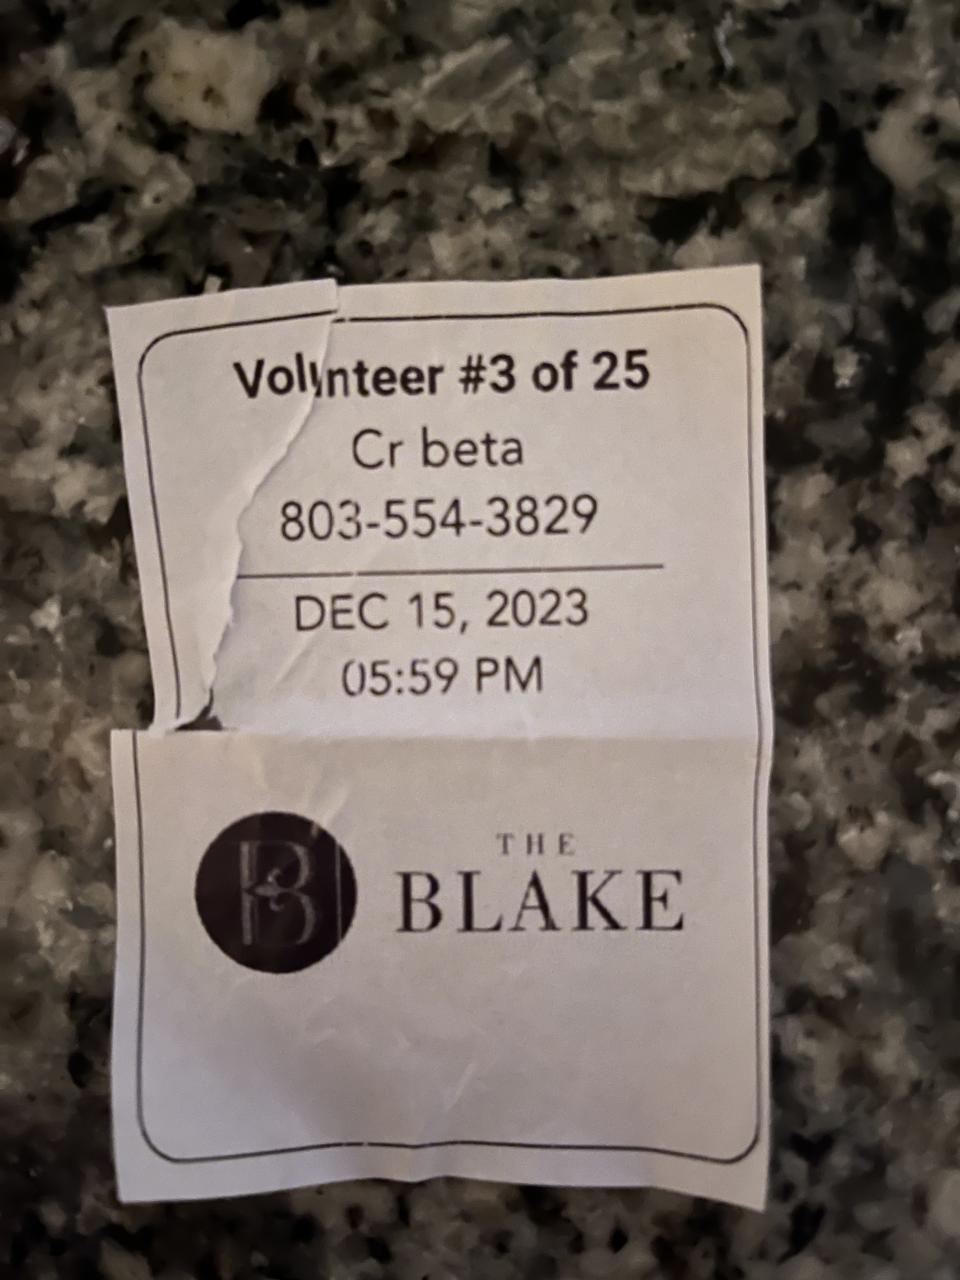 Volunteer #3 of 25
Cr beta
803-554-3829
DEC 15, 2023
05:59 PM
B
THE
BLAKE